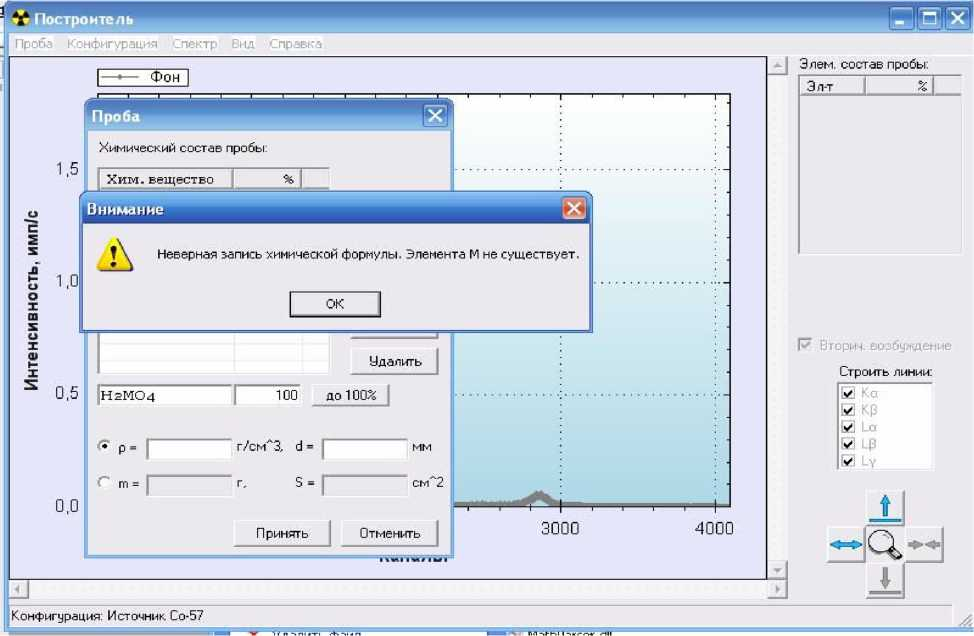 Построитель
Проба Конфигурация Спектр Вид Справка
Фон
Элем. состав пробы:
Эл-т %
Проба
Химический состав пробы:
Хим. вещество %
1,5
Внимание
Неверная запись химической формулы. Элемента М не существует.
OK
Интенсивность, имп/с
1,0
Удалить
Вторич. возбуждение
Строить линии:
0,5
H2MO4 100 до 100%
Kα
Kβ
Lα
Lβ
Lγ
ρ = г/см^3, d = мм
m = г, S = см^2
0,0
3000 4000
Принять Отменить
Каналы
Конфигурация: Источник Co-57
Удалить файл